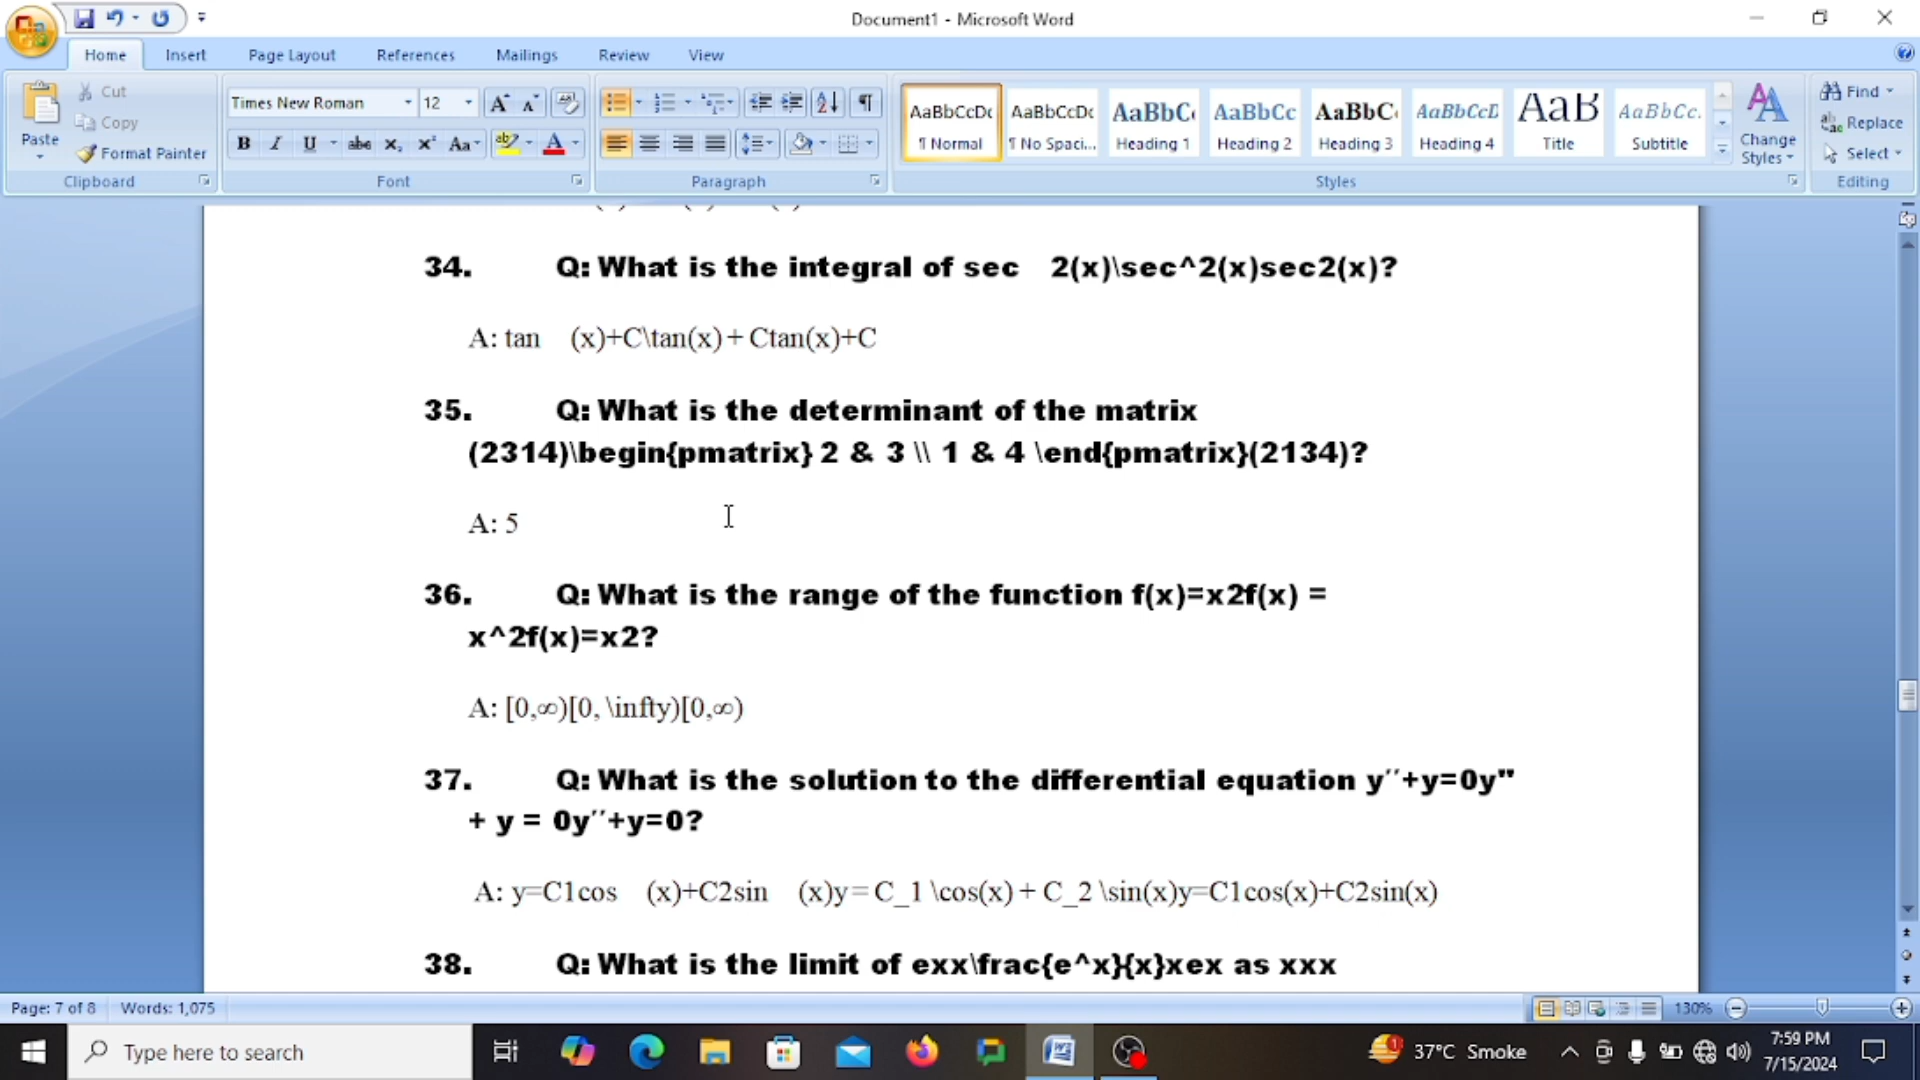 Document1 - Microsoft Word
Home Insert Page Layout References Mailings Review View
Paste
Cut
Copy
Format Painter
Clipboard
Times New Roman 12
Font
Paragraph
AaBbCcDc AaBbCcDc AaBbC AaBbCc AaBbC AaBbCcD AaB AaBbCc.
¶ Normal ¶ No Spaci... Heading 1 Heading 2 Heading 3 Heading 4 Title Subtitle
Change Styles
Styles
Find
Replace
Select
Editing
34. Q: What is the integral of sec 2(x)\sec^2(x)sec2(x)?
A: tan (x)+C\tan(x) + Ctan(x)+C
35. Q: What is the determinant of the matrix
(2314)\begin{pmatrix} 2 & 3 \\ 1 & 4 \end{pmatrix}(2134)?
A: 5
36. Q: What is the range of the function f(x)=x2f(x) =
x^2f(x)=x2?
A: [0,∞)[0, \infty)[0,∞)
37. Q: What is the solution to the differential equation y′′+y=0y"
+ y = 0y′′+y=0?
A: y=C1cos (x)+C2sin (x)y = C_1 \cos(x) + C_2 \sin(x)y=C1cos(x)+C2sin(x)
38. Q: What is the limit of exx\frac{e^x}{x}xex as xxx
Page: 7 of 8 Words: 1,075 130%
Type here to search
37°C Smoke
7:59 PM
7/15/2024